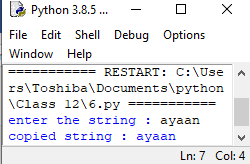 Python 3.8.5 ...
File Edit Shell Debug Options
Window Help
=========== RESTART: C:\Use
rs\Toshiba\Documents\python
\Class 12\6.py ===========
enter the string : ayaan
copied string : ayaan
Ln: 7 Col: 4